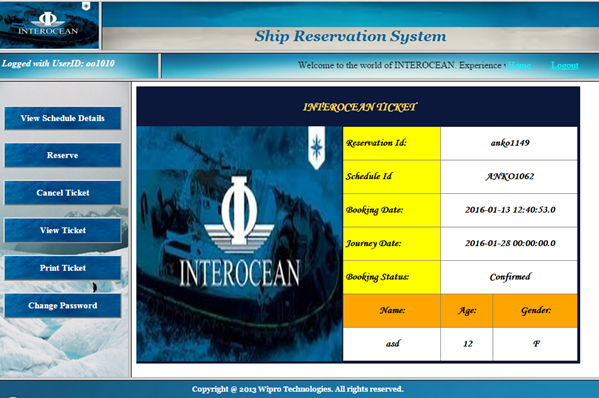 INTEROCEAN
Ship Reservation System
Logged with UserID: oo1010
Welcome to the world of INTEROCEAN. Experience
Home
Logout
View Schedule Details
Reserve
Cancel Ticket
View Ticket
Print Ticket
Change Password
INTEROCEAN TICKET
INTEROCEAN
Reservation Id: anko1149
Schedule Id ANKO1062
Booking Date: 2016-01-13 12:40:53.0
Journey Date: 2016-01-28 00:00:00.0
Booking Status: Confirmed
Name: Age: Gender:
asd 12 F
Copyright @ 2013 Wipro Technologies. All rights reserved.